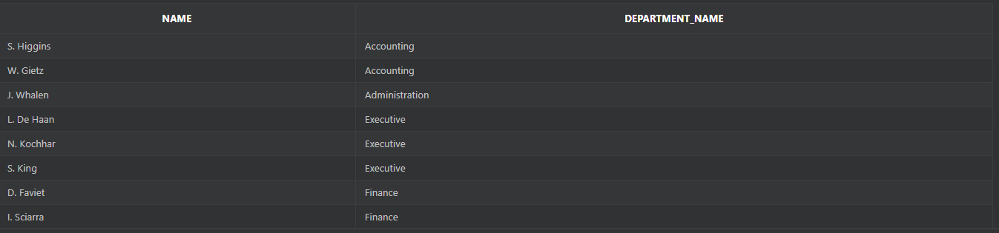 NAME DEPARTMENT_NAME
S. Higgins Accounting
W. Gietz Accounting
J. Whalen Administration
L. De Haan Executive
N. Kochhar Executive
S. King Executive
D. Faviet Finance
I. Sciarra Finance